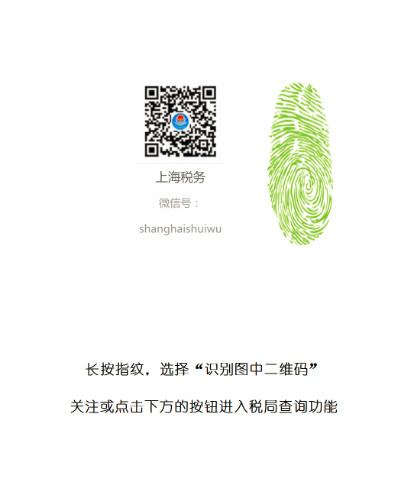 上海税务
微信号：
shanghaishuiwu
长按指纹，选择“识别图中二维码”
关注或点击下方的按钮进入税局查询功能